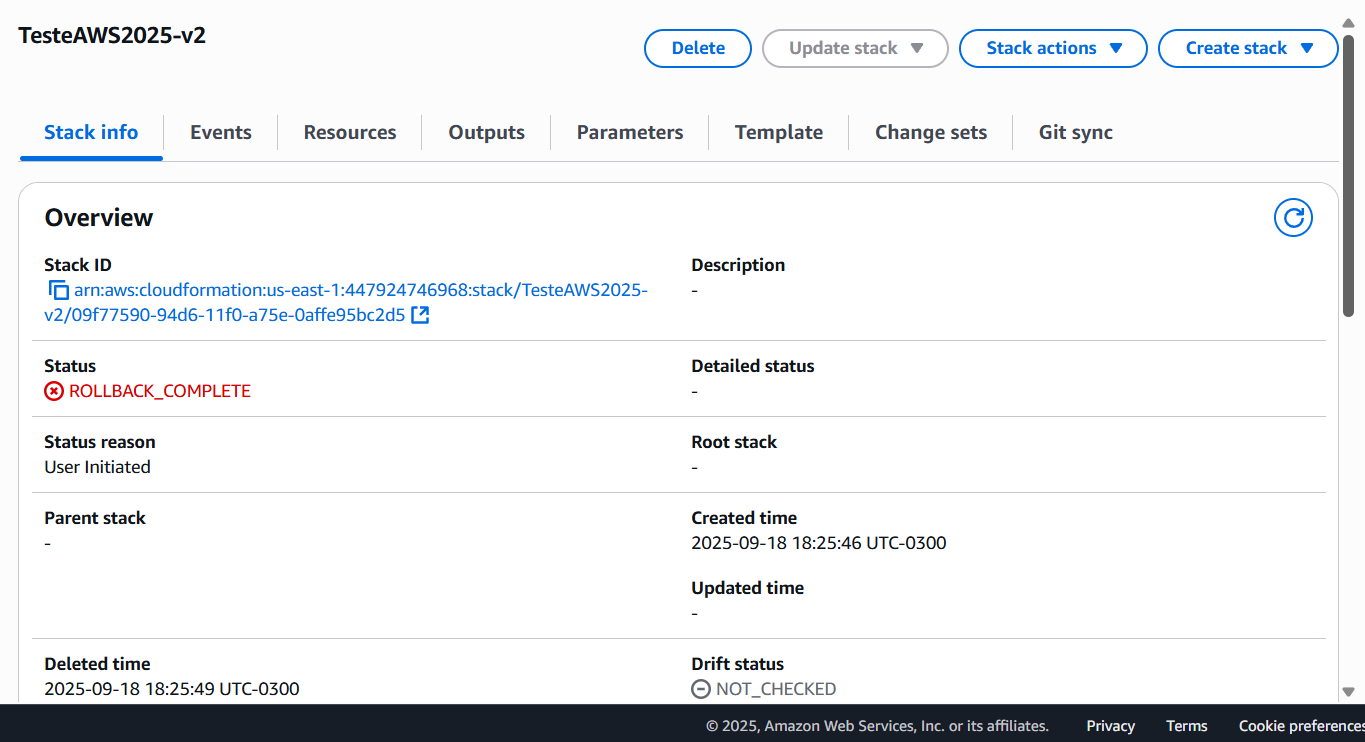 TesteAWS2025-v2
Delete
Update stack
Stack actions
Create stack
Stack info
Events
Resources
Outputs
Parameters
Template
Change sets
Git sync
Overview
Stack ID
arn:aws:cloudformation:us-east-1:447924746968:stack/TesteAWS2025-
v2/09f77590-94d6-11f0-a75e-0affe95bc2d5
Description
-
Status
ROLLBACK_COMPLETE
Detailed status
-
Status reason
User Initiated
Root stack
-
Parent stack
-
Created time
2025-09-18 18:25:46 UTC-0300
Updated time
-
Deleted time
2025-09-18 18:25:49 UTC-0300
Drift status
NOT_CHECKED
© 2025, Amazon Web Services, Inc. or its affiliates.
Privacy
Terms
Cookie preferences